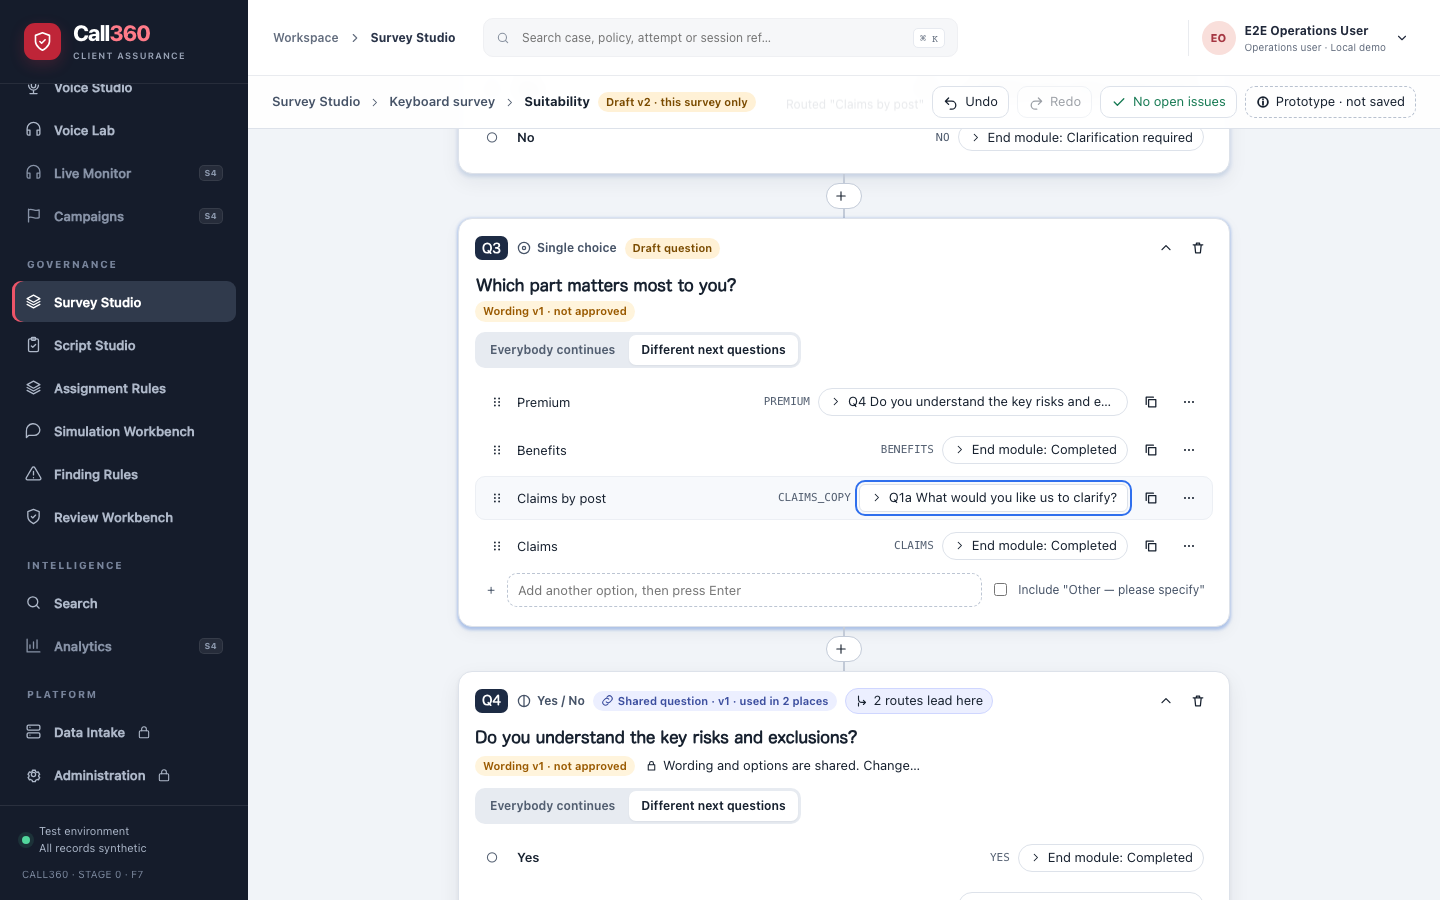 Call360
CLIENT ASSURANCE
Voice Studio
Voice Lab
Live Monitor S4
Campaigns S4
GOVERNANCE
Survey Studio
Script Studio
Assignment Rules
Simulation Workbench
Finding Rules
Review Workbench
INTELLIGENCE
Search
Analytics S4
PLATFORM
Data Intake
Administration
Test environment
All records synthetic
CALL360 · STAGE 0 · F7
Workspace > Survey Studio
Search case, policy, attempt or session ref...
⌘ K
EO
E2E Operations User
Operations user · Local demo
Survey Studio > Keyboard survey > Suitability Draft v2 · this survey only
Routed "Claims by post"
Undo
Redo
No open issues
Prototype · not saved
No NO > End module: Clarification required
+
Q3 Single choice Draft question
Which part matters most to you?
Wording v1 · not approved
Everybody continues Different next questions
Premium PREMIUM > Q4 Do you understand the key risks and e...
Benefits BENEFITS > End module: Completed
Claims by post CLAIMS_COPY > Q1a What would you like us to clarify?
Claims CLAIMS > End module: Completed
+ Add another option, then press Enter Include "Other — please specify"
+
Q4 Yes / No Shared question · v1 · used in 2 places 2 routes lead here
Do you understand the key risks and exclusions?
Wording v1 · not approved Wording and options are shared. Change...
Everybody continues Different next questions
Yes YES > End module: Completed